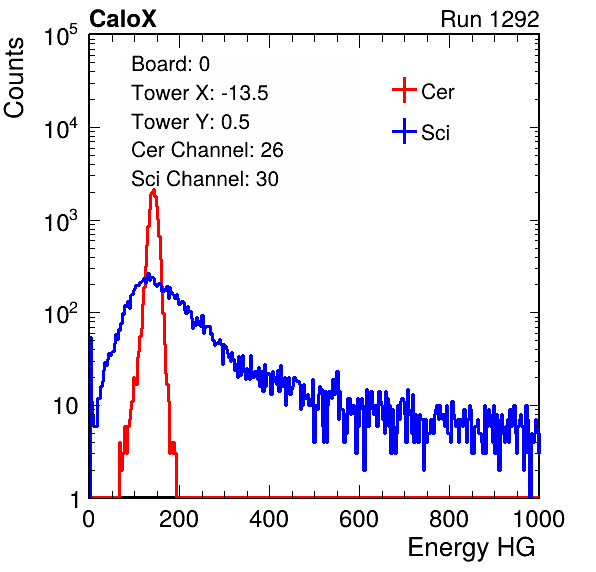 CaloX Run 1292
Counts
10^5
10^4
10^3
10^2
10
1
Board: 0
Tower X: -13.5
Tower Y: 0.5
Cer Channel: 26
Sci Channel: 30
Cer
Sci
0 200 400 600 800 1000
Energy HG